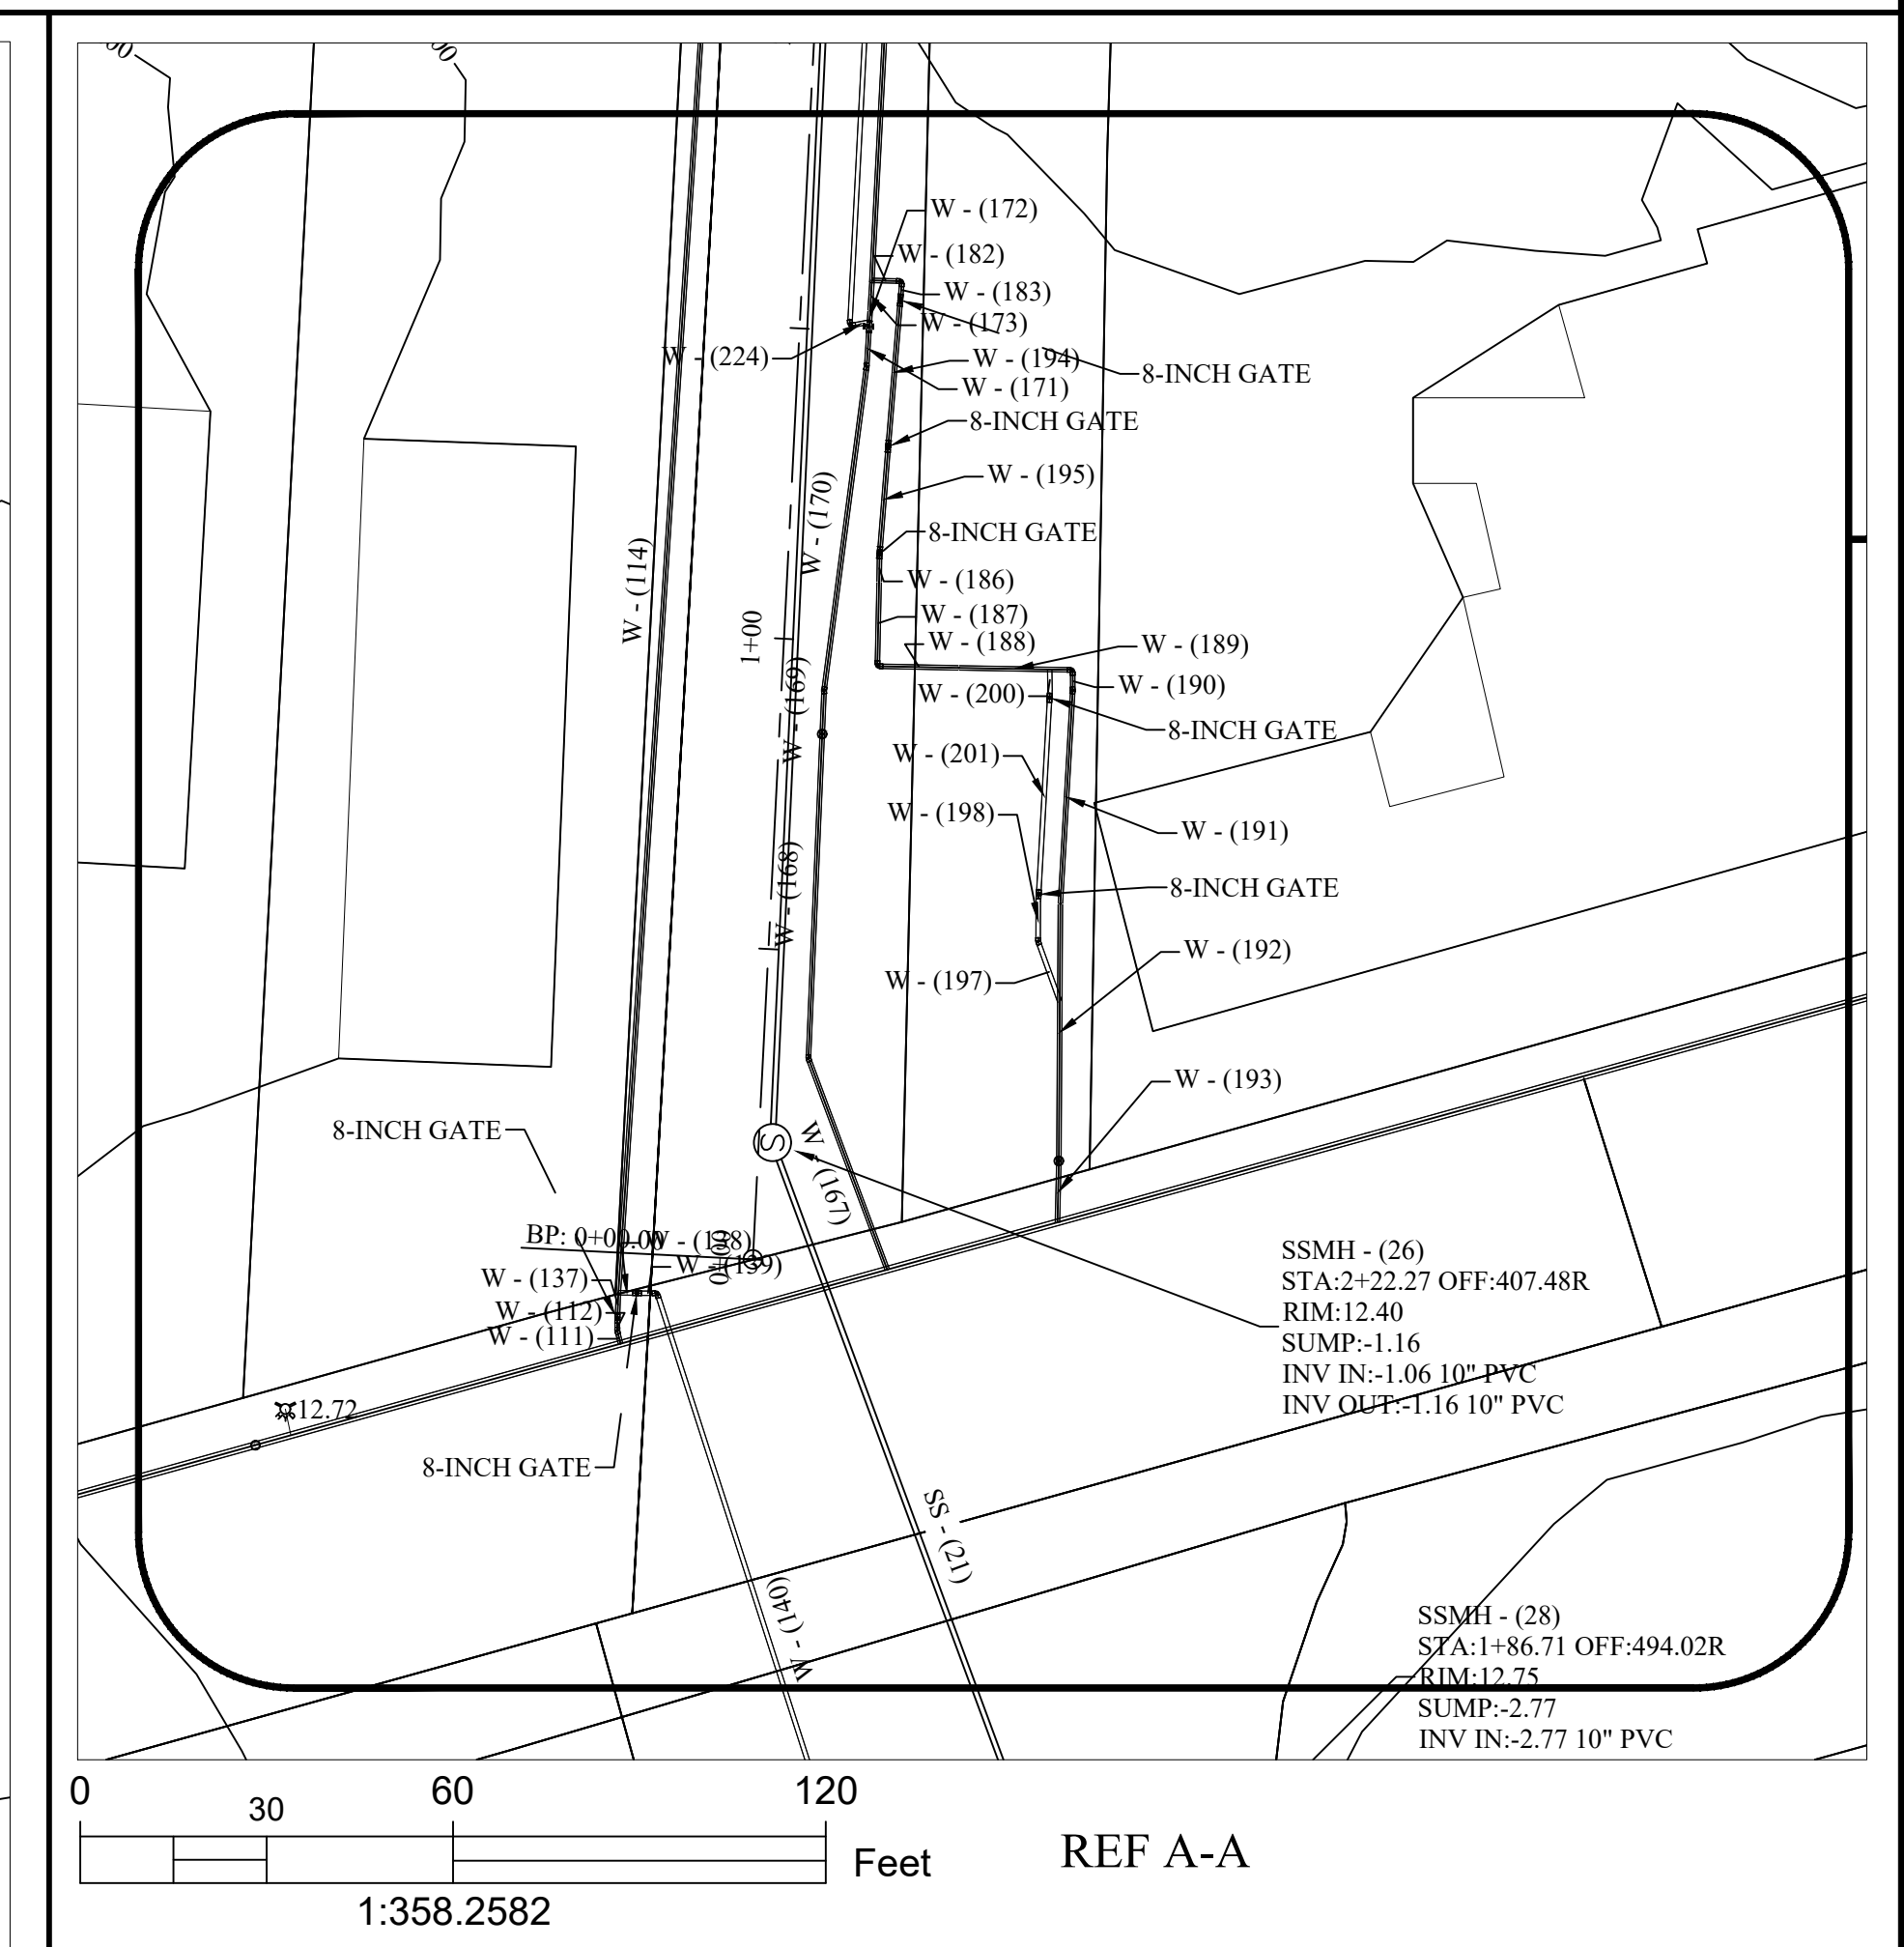 W - (172)
W - (182)
W - (183)
W - (173)
W - (224)
W - (194)
8-INCH GATE
W - (171)
8-INCH GATE
W - (195)
W - (170)
8-INCH GATE
W - (114)
W - (186)
W - (187)
1+00
W - (188)
W - (189)
W - (169)
W - (190)
W - (200)
8-INCH GATE
W - (201)
W - (198)
W - (191)
W - (168)
8-INCH GATE
W - (192)
W - (197)
W - (193)
8-INCH GATE
W - (167)
BP: 0+00.00
W - (138)
W - (139)
0+00
W - (137)
W - (112)
W - (111)
S
SSMH - (26)
STA:2+22.27 OFF:407.48R
RIM:12.40
SUMP:-1.16
INV IN:-1.06 10" PVC
INV OUT:-1.16 10" PVC
12.72
8-INCH GATE
SS - (21)
W - (140)
SSMH - (28)
STA:1+86.71 OFF:494.02R
RIM:12.75
SUMP:-2.77
INV IN:-2.77 10" PVC
0 30 60 120
Feet
1:358.2582
REF A-A